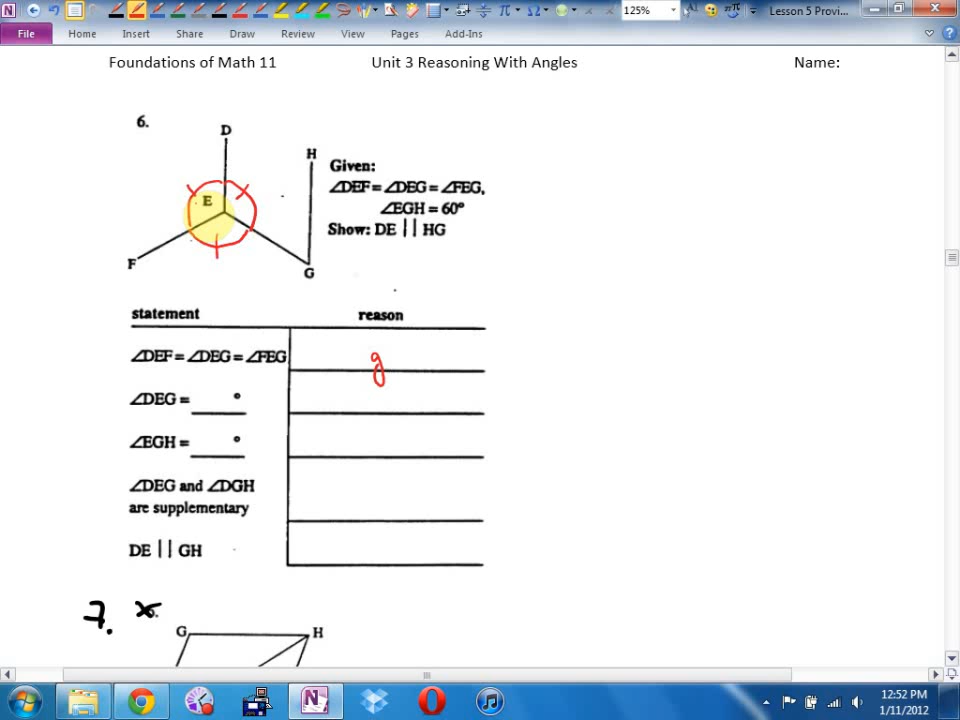 125% Lesson 5 Provi...
File Home Insert Share Draw Review View Pages Add-Ins
Foundations of Math 11 Unit 3 Reasoning With Angles Name:
6.
D
H
E
F
G
Given:
∠DEF = ∠DEG = ∠FEG,
∠EGH = 60°
Show: DE || HG
statement reason
∠DEF = ∠DEG = ∠FEG g
∠DEG = ____ °
∠EGH = ____ °
∠DEG and ∠DGH
are supplementary
DE || GH
7.
G H
12:52 PM
1/11/2012